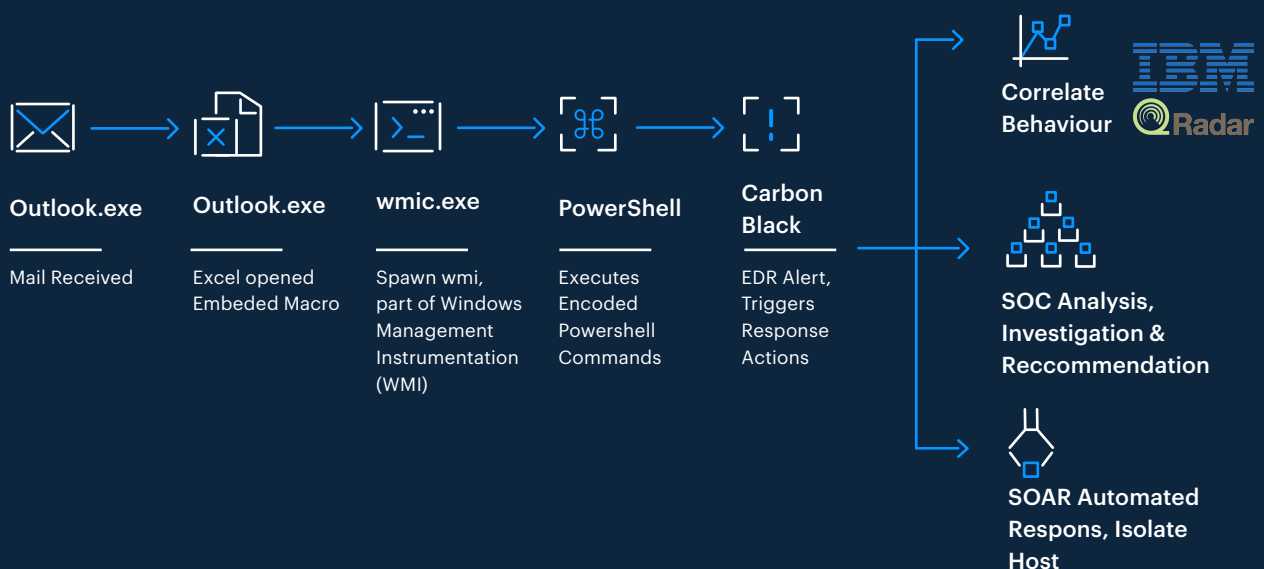 Outlook.exe
Mail Received
Outlook.exe
Excel opened
Embeded Macro
wmic.exe
Spawn wmi,
part of Windows
Management
Instrumentation
(WMI)
PowerShell
Executes
Encoded
Powershell
Commands
Carbon
Black
EDR Alert,
Triggers
Response
Actions
Correlate
Behaviour
IBM
QRadar
SOC Analysis,
Investigation &
Reccommendation
SOAR Automated
Respons, Isolate
Host